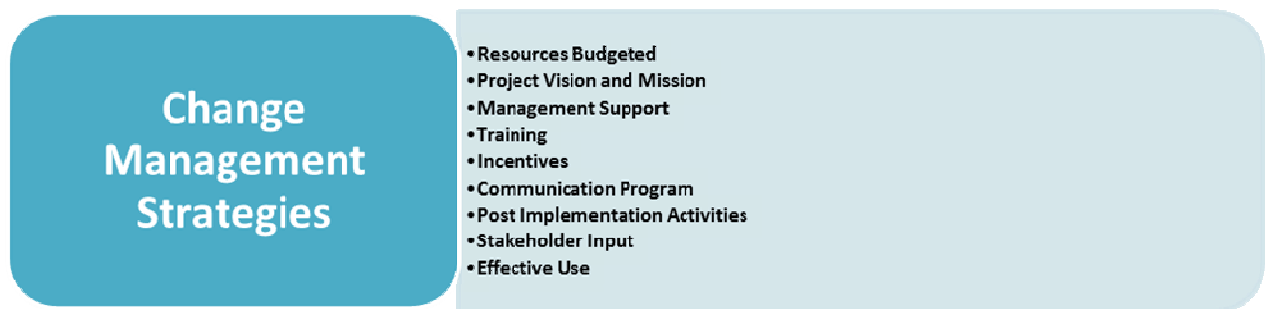 Change
Management
Strategies
•Resources Budgeted
•Project Vision and Mission
•Management Support
•Training
•Incentives
•Communication Program
•Post Implementation Activities
•Stakeholder Input
•Effective Use